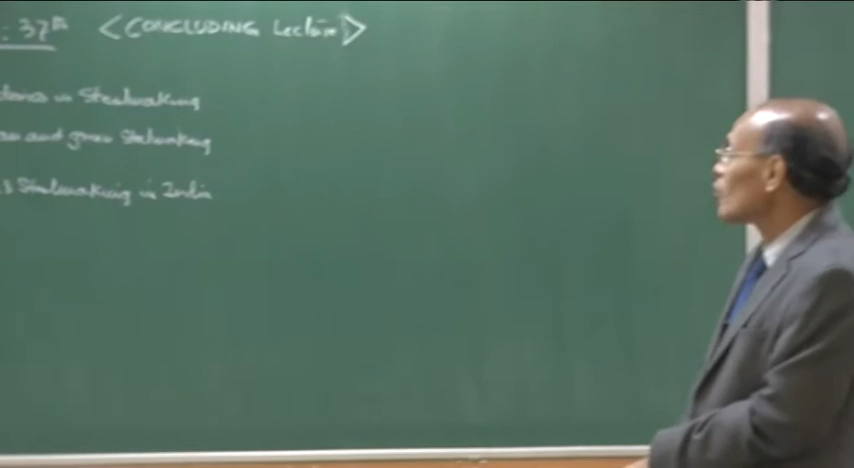 : 37th <CONCLUDING Lecture>
in Steelmaking
and green Steelmaking
Steelmaking in India